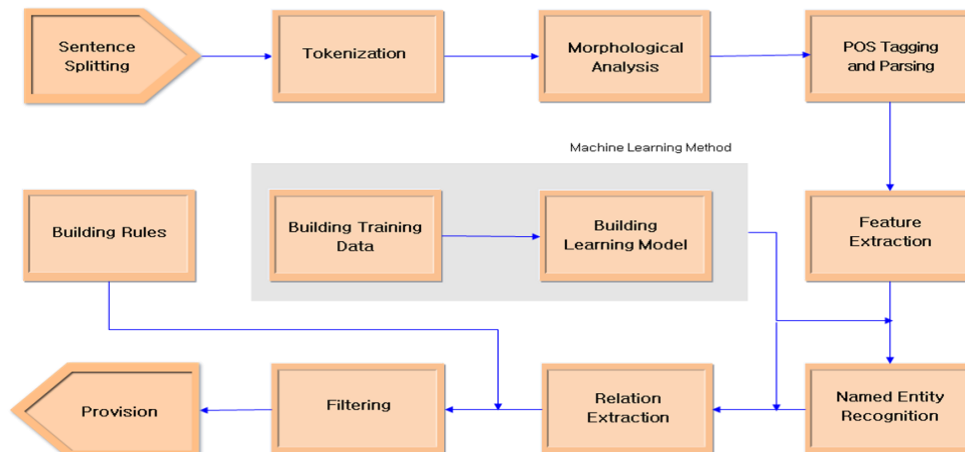 Sentence
Splitting
Tokenization
Morphological
Analysis
POS Tagging
and Parsing
Machine Learning Method
Building Rules
Building Training
Data
Building
Learning Model
Feature
Extraction
Provision
Filtering
Relation
Extraction
Named Entity
Recognition